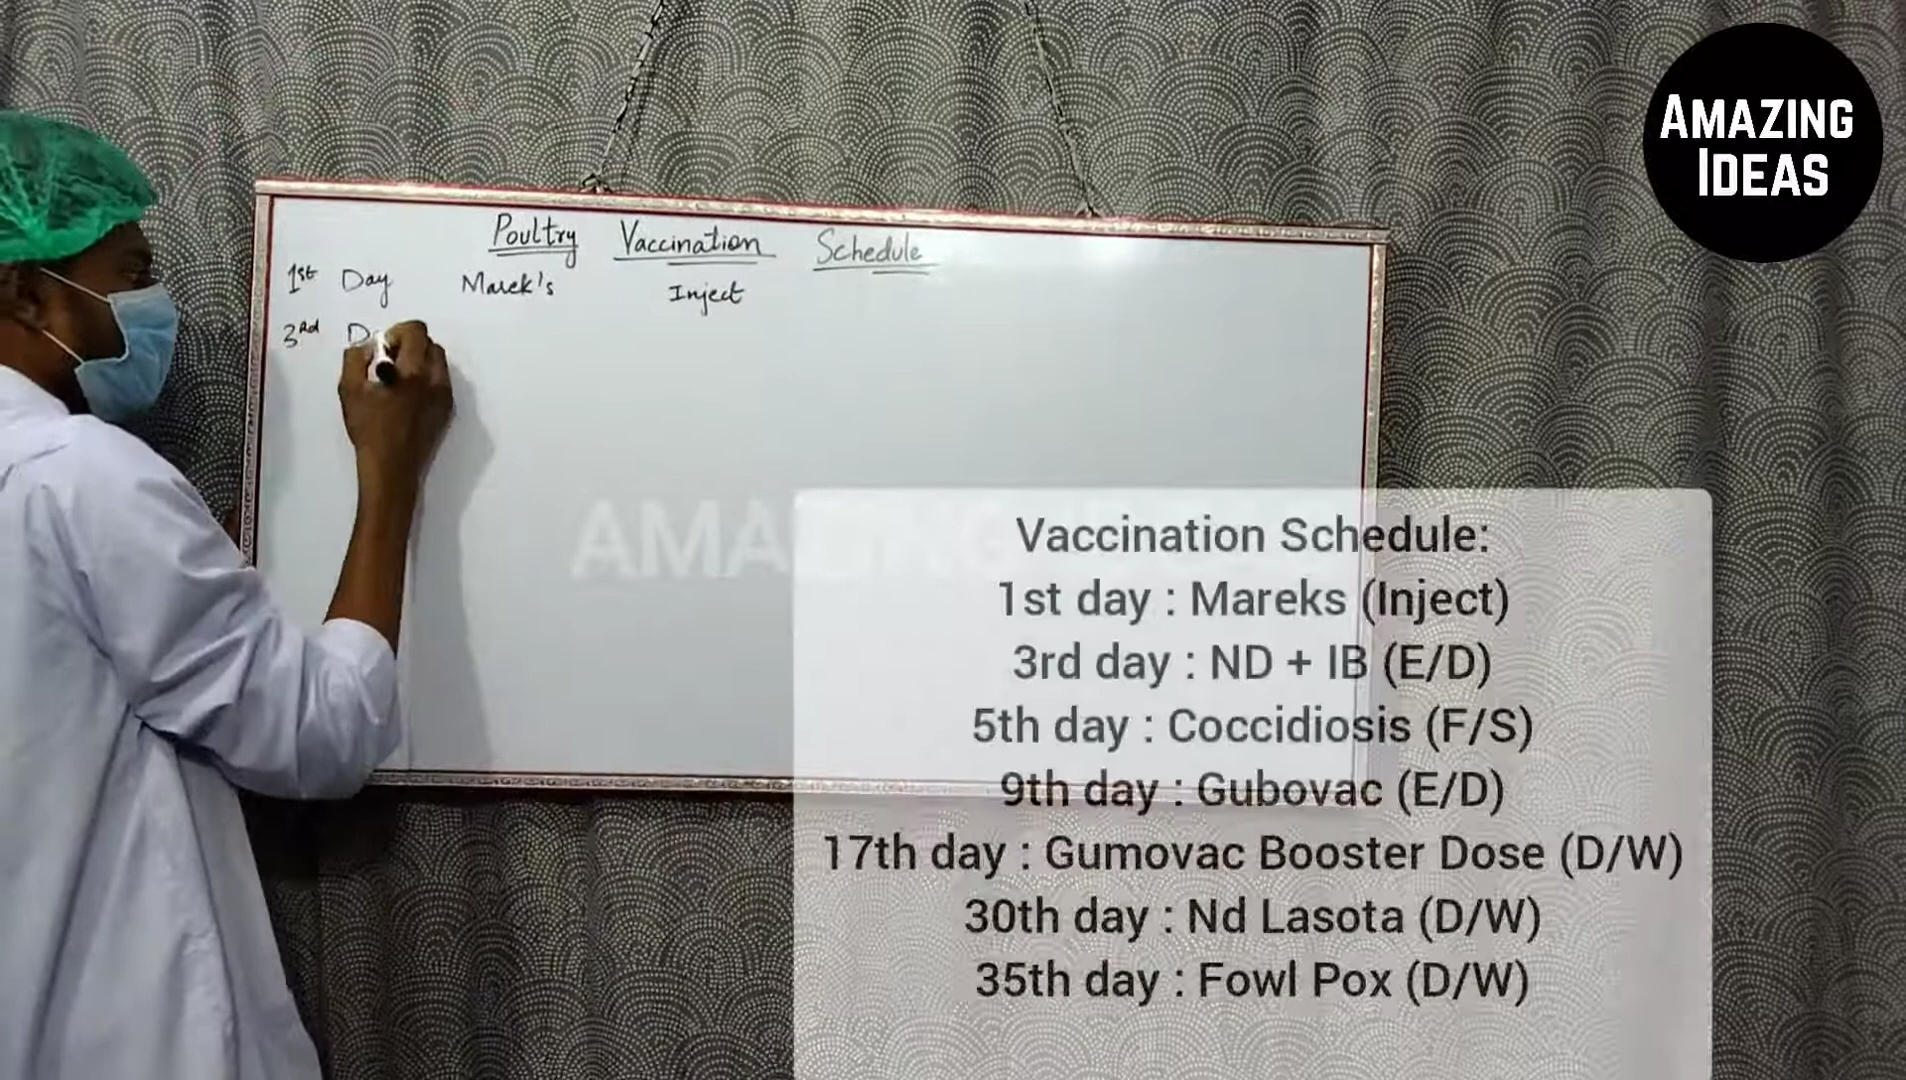 AMAZING
IDEAS
Poultry Vaccination Schedule
1st Day Marek's Inject
3rd D
AMAZING
Vaccination Schedule:
1st day : Mareks (Inject)
3rd day : ND + IB (E/D)
5th day : Coccidiosis (F/S)
9th day : Gubovac (E/D)
17th day : Gumovac Booster Dose (D/W)
30th day : Nd Lasota (D/W)
35th day : Fowl Pox (D/W)